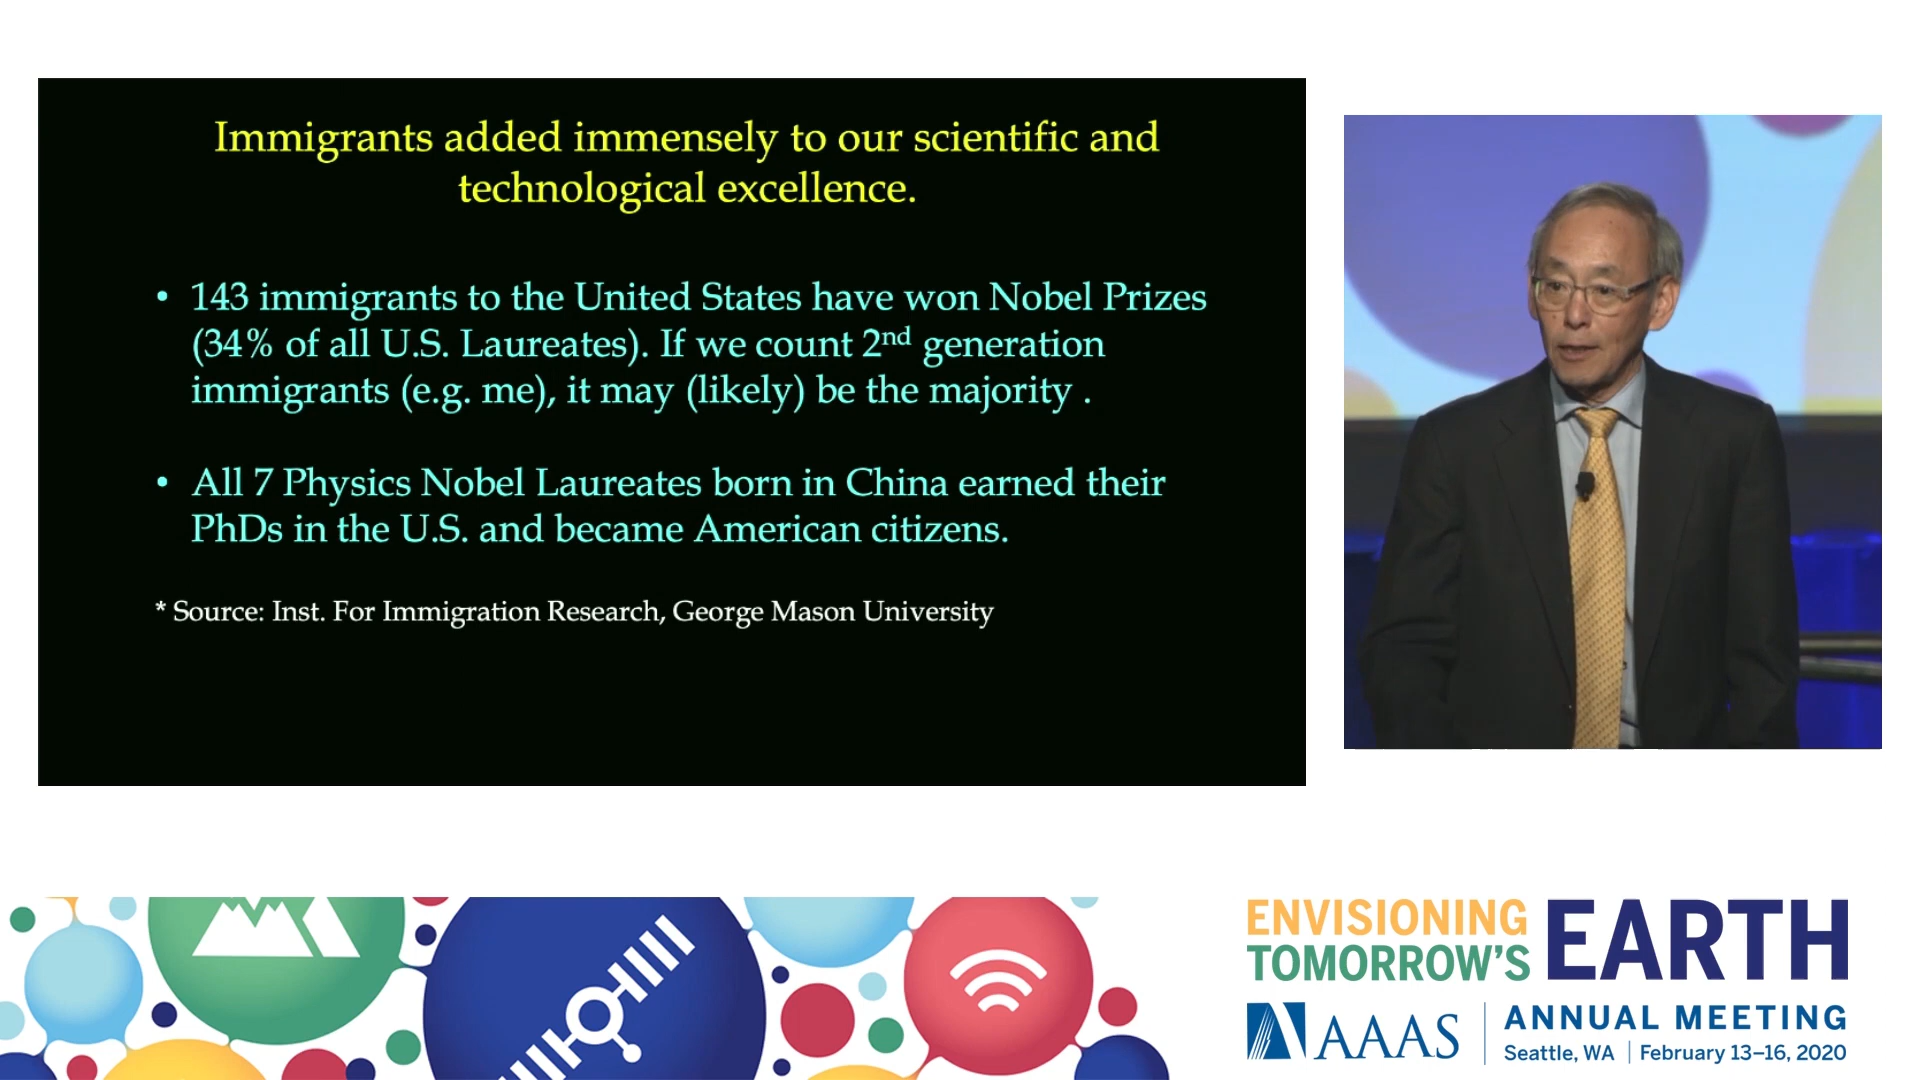 Immigrants added immensely to our scientific and
technological excellence.
• 143 immigrants to the United States have won Nobel Prizes
(34% of all U.S. Laureates). If we count 2nd generation
immigrants (e.g. me), it may (likely) be the majority .
• All 7 Physics Nobel Laureates born in China earned their
PhDs in the U.S. and became American citizens.
* Source: Inst. For Immigration Research, George Mason University
ENVISIONING
TOMORROW'S
EARTH
AAAS
ANNUAL MEETING
Seattle, WA | February 13–16, 2020